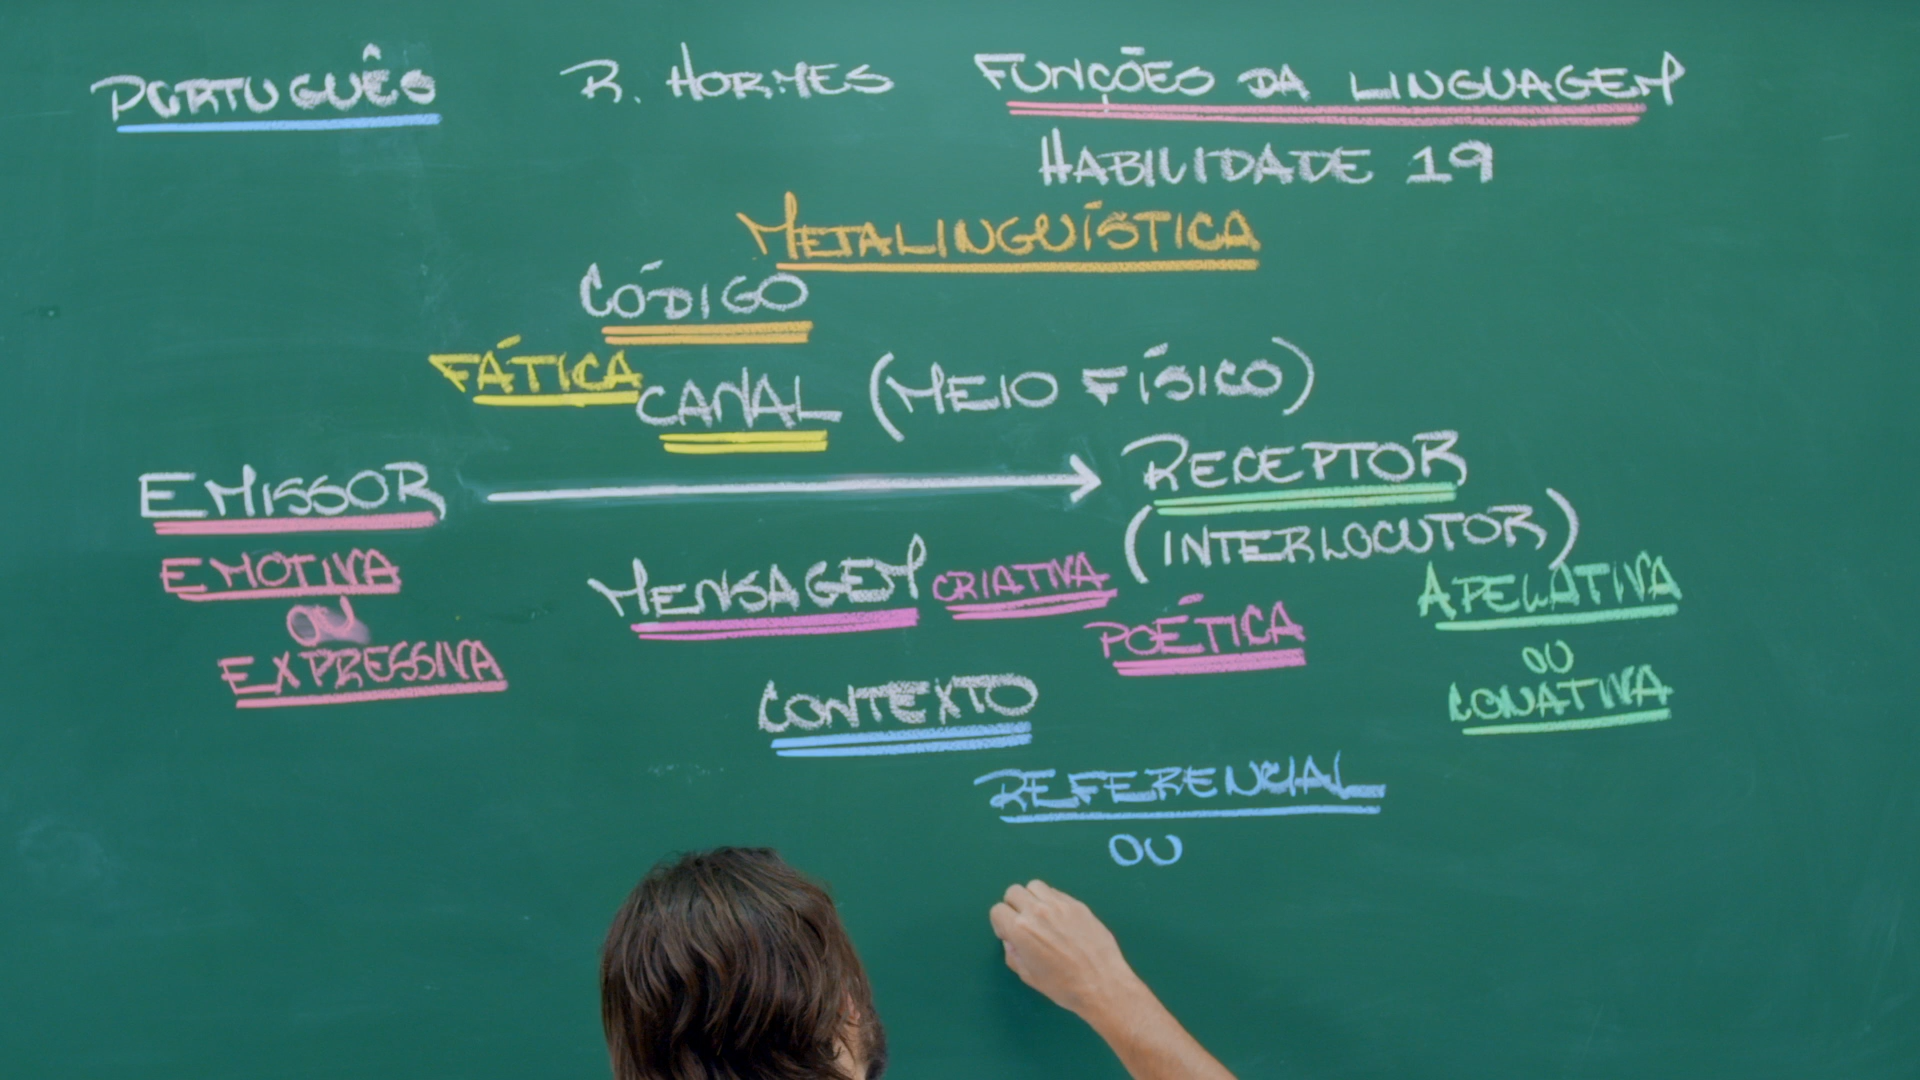 PORTUGUÊS R. HORMES FUNÇÕES DA LINGUAGEM
HABILIDADE 19
METALINGUÍSTICA
CÓDIGO
FÁTICA
CANAL (MEIO FÍSICO)
EMISSOR
RECEPTOR
(INTERLOCUTOR)
EMOTIVA
OU
EXPRESSIVA
MENSAGEM CRIATIVA
POÉTICA
APELATIVA
OU
CONATIVA
CONTEXTO
REFERENCIAL
OU